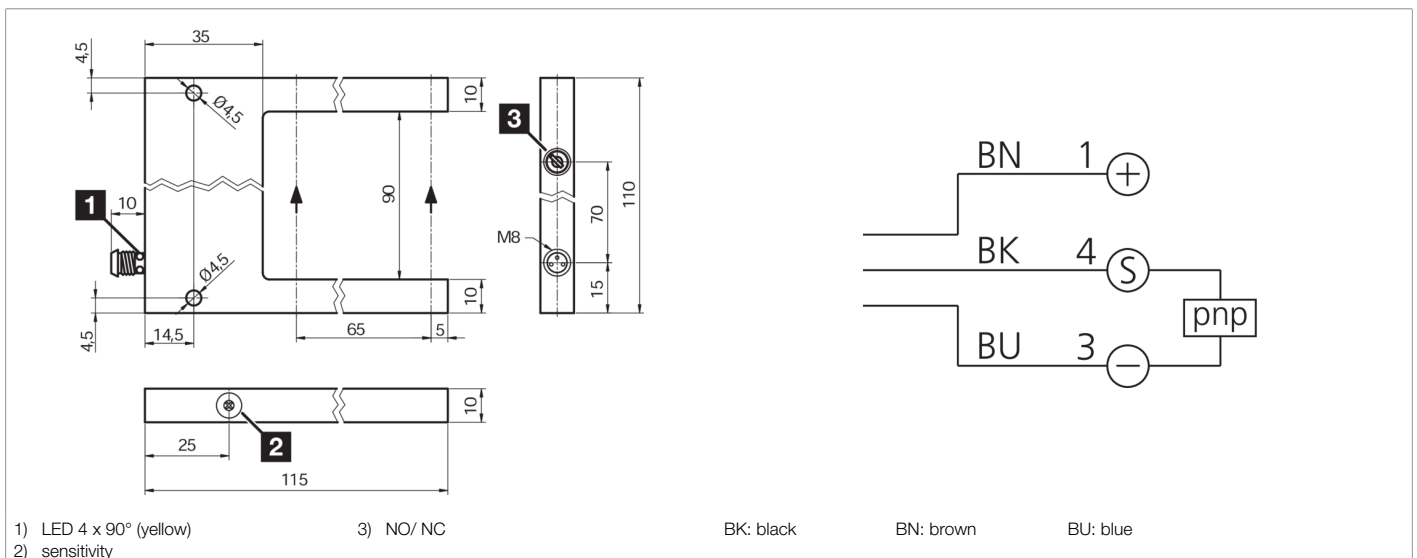 35
4,5
Ø4,5
10
3
1
10
90
70
110
M8
Ø4,5
10
15
4,5
14,5
65
5
10
2
25
115
BN 1
+
BK 4
S
pnp
BU 3
−
1) LED 4 x 90° (yellow) 3) NO/ NC BK: black BN: brown BU: blue
2) sensitivity